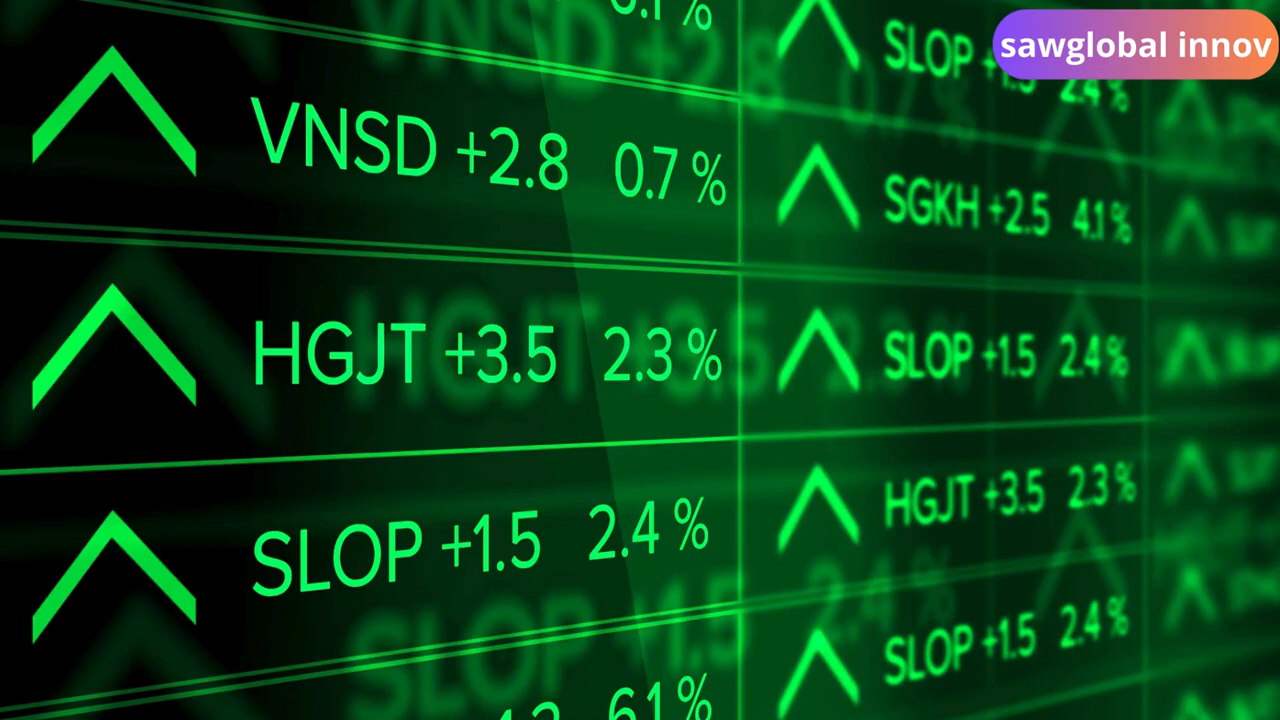 sawglobal innov
VNSD +2.8 0.7 %
HGJT +3.5 2.3 %
SLOP +1.5 2.4 %
6.1 %
SLOP +1.5 2.4 %
SGKH +2.5 4.1 %
SLOP +1.5 2.4 %
HGJT +3.5 2.3 %
SLOP +1.5 2.4 %